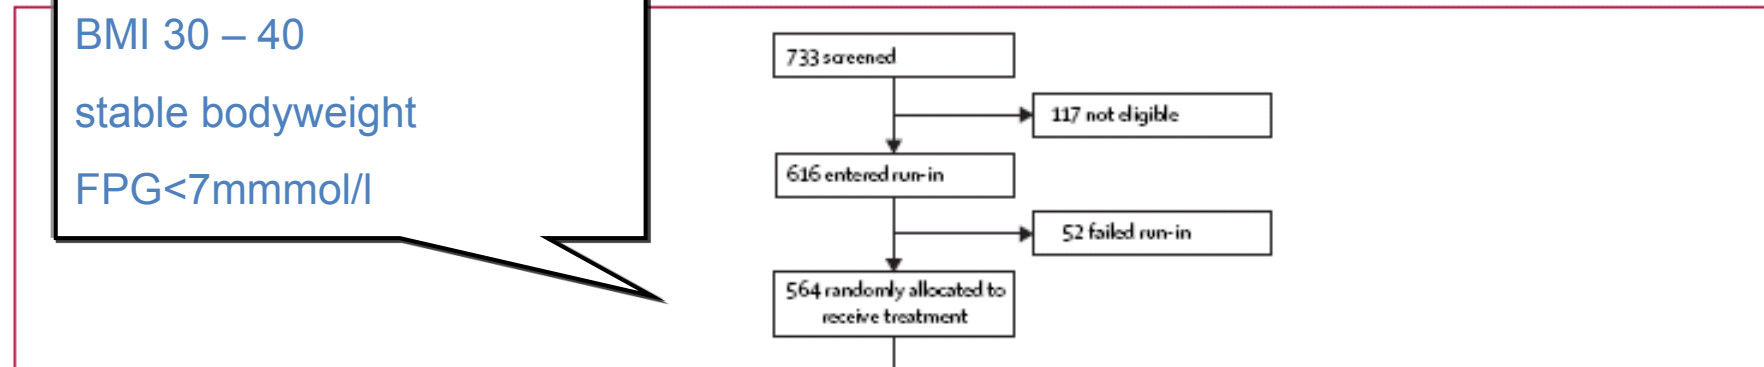 BMI 30 – 40
stable bodyweight
FPG<7mmmol/l
733 screened
117 not eligible
616 entered run-in
52 failed run-in
564 randomly allocated to
receive treatment